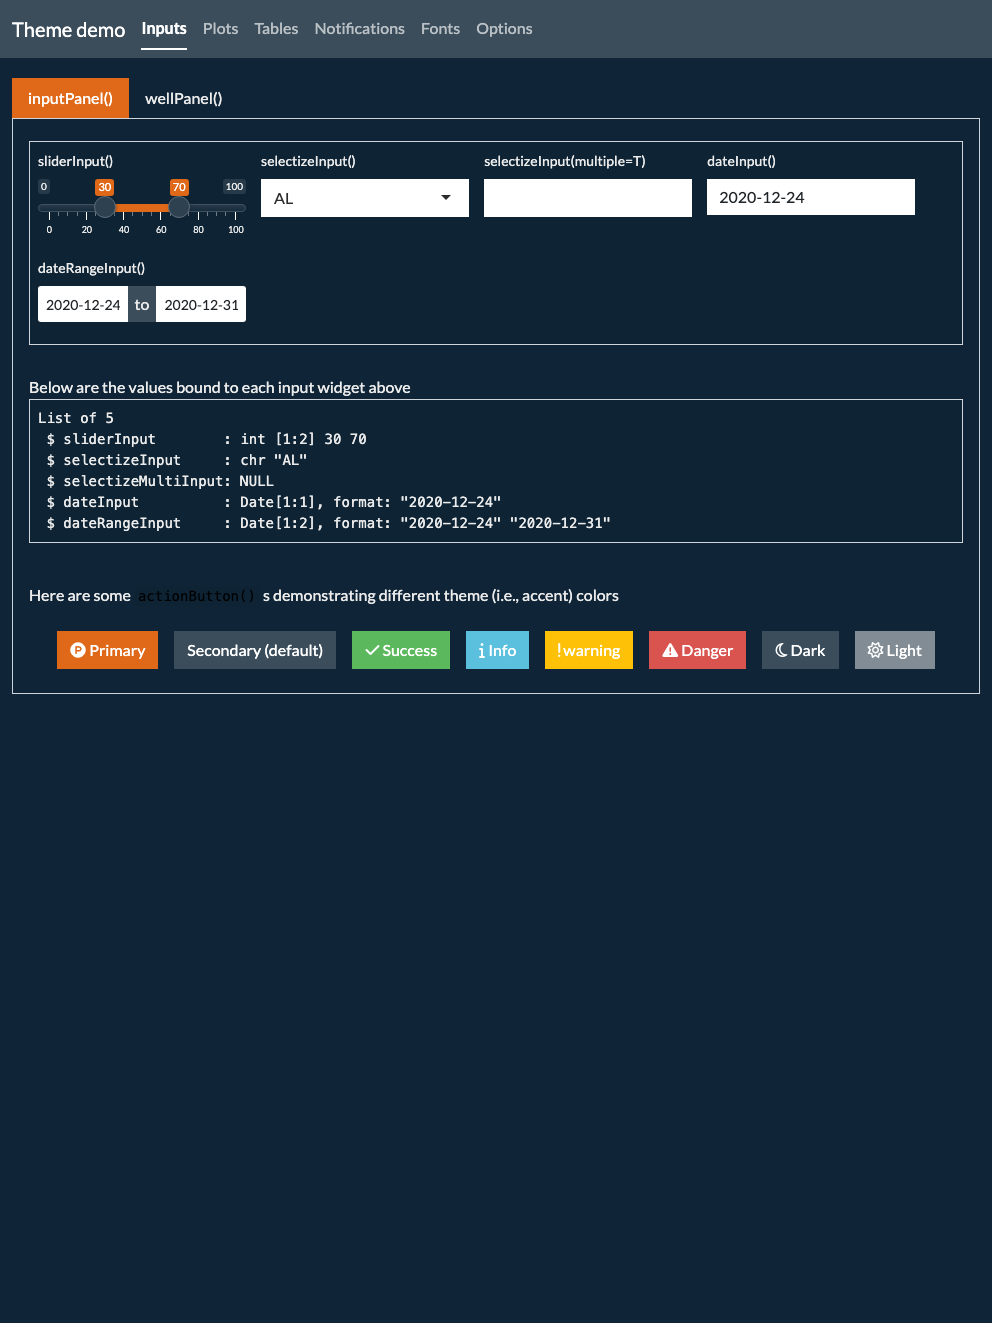 Theme demo Inputs Plots Tables Notifications Fonts Options
inputPanel() wellPanel()
sliderInput() selectizeInput() selectizeInput(multiple=T) dateInput()
0 30 70 100
AL 2020-12-24
0 20 40 60 80 100
dateRangeInput()
2020-12-24 to 2020-12-31
Below are the values bound to each input widget above
List of 5
 $ sliderInput        : int [1:2] 30 70
 $ selectizeInput     : chr "AL"
 $ selectizeMultiInput: NULL
 $ dateInput          : Date[1:1], format: "2020-12-24"
 $ dateRangeInput     : Date[1:2], format: "2020-12-24" "2020-12-31"
Here are some actionButton() s demonstrating different theme (i.e., accent) colors
Primary Secondary (default) Success Info warning Danger Dark Light